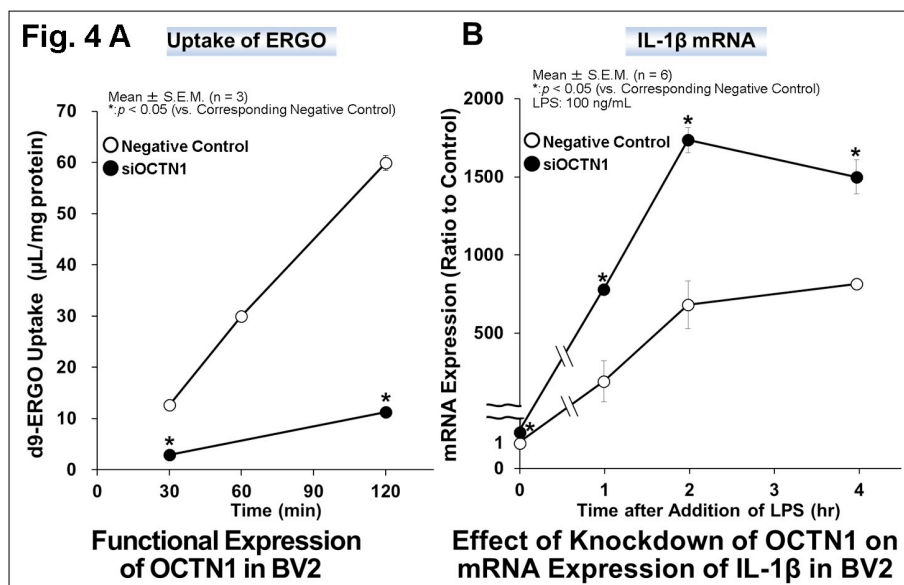 Fig. 4 A
Uptake of ERGO
Mean ± S.E.M. (n = 3)
*:p < 0.05 (vs. Corresponding Negative Control)
Negative Control
siOCTN1
d9-ERGO Uptake (µL/mg protein)
70
60
50
40
30
20
10
0
0 30 60 90 120
Time (min)
Functional Expression
of OCTN1 in BV2
B
IL-1β mRNA
Mean ± S.E.M. (n = 6)
*:p < 0.05 (vs. Corresponding Negative Control)
LPS: 100 ng/mL
Negative Control
siOCTN1
mRNA Expression (Ratio to Control)
2000
1500
1000
500
1
0
0 1 2 3 4
Time after Addition of LPS (hr)
Effect of Knockdown of OCTN1 on
mRNA Expression of IL-1β in BV2